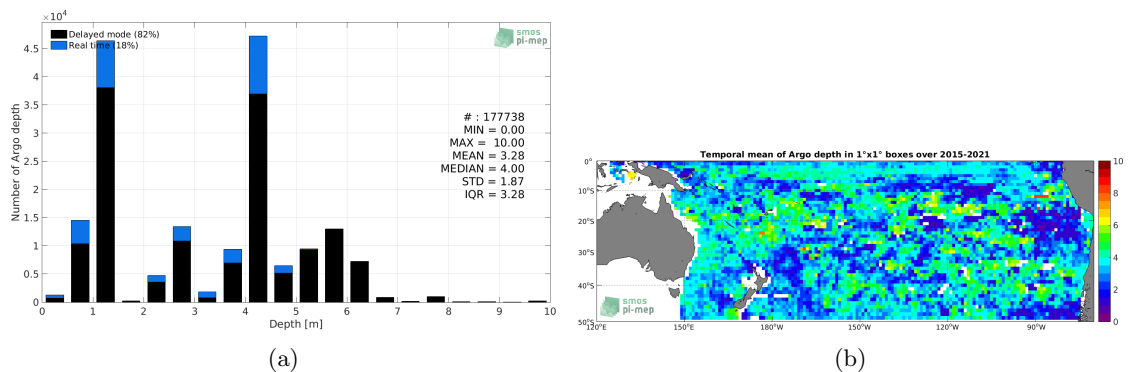 ×10⁴
Delayed mode (82%)
Real time (18%)
smos
pi-mep
4.5
4
3.5
3
2.5
2
1.5
1
0.5
0
Number of Argo depth
# : 177738
MIN = 0.00
MAX = 10.00
MEAN = 3.28
MEDIAN = 4.00
STD = 1.87
IQR = 3.28
0 1 2 3 4 5 6 7 8 9 10
Depth [m]
(a)
Temporal mean of Argo depth in 1°x1° boxes over 2015-2021
0°
10°S
20°S
30°S
40°S
50°S
smos
pi-mep
120°E 150°E 180°W 150°W 120°W 90°W
10
8
6
4
2
0
(b)